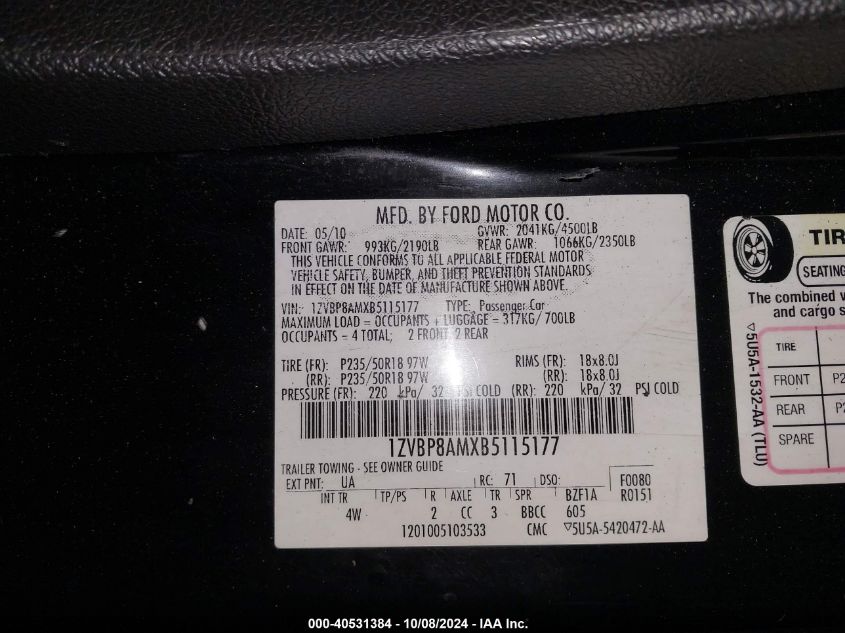 MFD. BY FORD MOTOR CO.
DATE: 05/10 GVWR: 2041KG/4500LB
FRONT GAWR: 993KG/2190LB REAR GAWR: 1066KG/2350LB
THIS VEHICLE CONFORMS TO ALL APPLICABLE FEDERAL MOTOR
VEHICLE SAFETY, BUMPER, AND THEFT PREVENTION STANDARDS
IN EFFECT ON THE DATE OF MANUFACTURE SHOWN ABOVE.
VIN: 1ZVBP8AMXB5115177 TYPE: Passenger Car
MAXIMUM LOAD = OCCUPANTS + LUGGAGE = 317KG/700LB
OCCUPANTS = 4 TOTAL; 2 FRONT, 2 REAR
TIRE (FR): P235/50R18 97W RIMS (FR): 18x8.0J
(RR): P235/50R18 97W (RR): 18x8.0J
PRESSURE (FR): 220 kPa/ 32 PSI COLD (RR): 220 kPa/ 32 PSI COLD
1ZVBP8AMXB5115177
TRAILER TOWING - SEE OWNER GUIDE
EXT PNT: UA RC: 71 DSO: F0080
INT TR TP/PS R AXLE TR SPR BZF1A R0151
4W 2 CC 3 BBCC 605
1201005103533 CMC ▽5U5A-5420472-AA
TIR
SEATING
The combined
and cargo s
▽5U5A-1532-AA (TLU)
TIRE
FRONT P2
REAR P2
SPARE
000-40531384 - 10/08/2024 - IAA Inc.